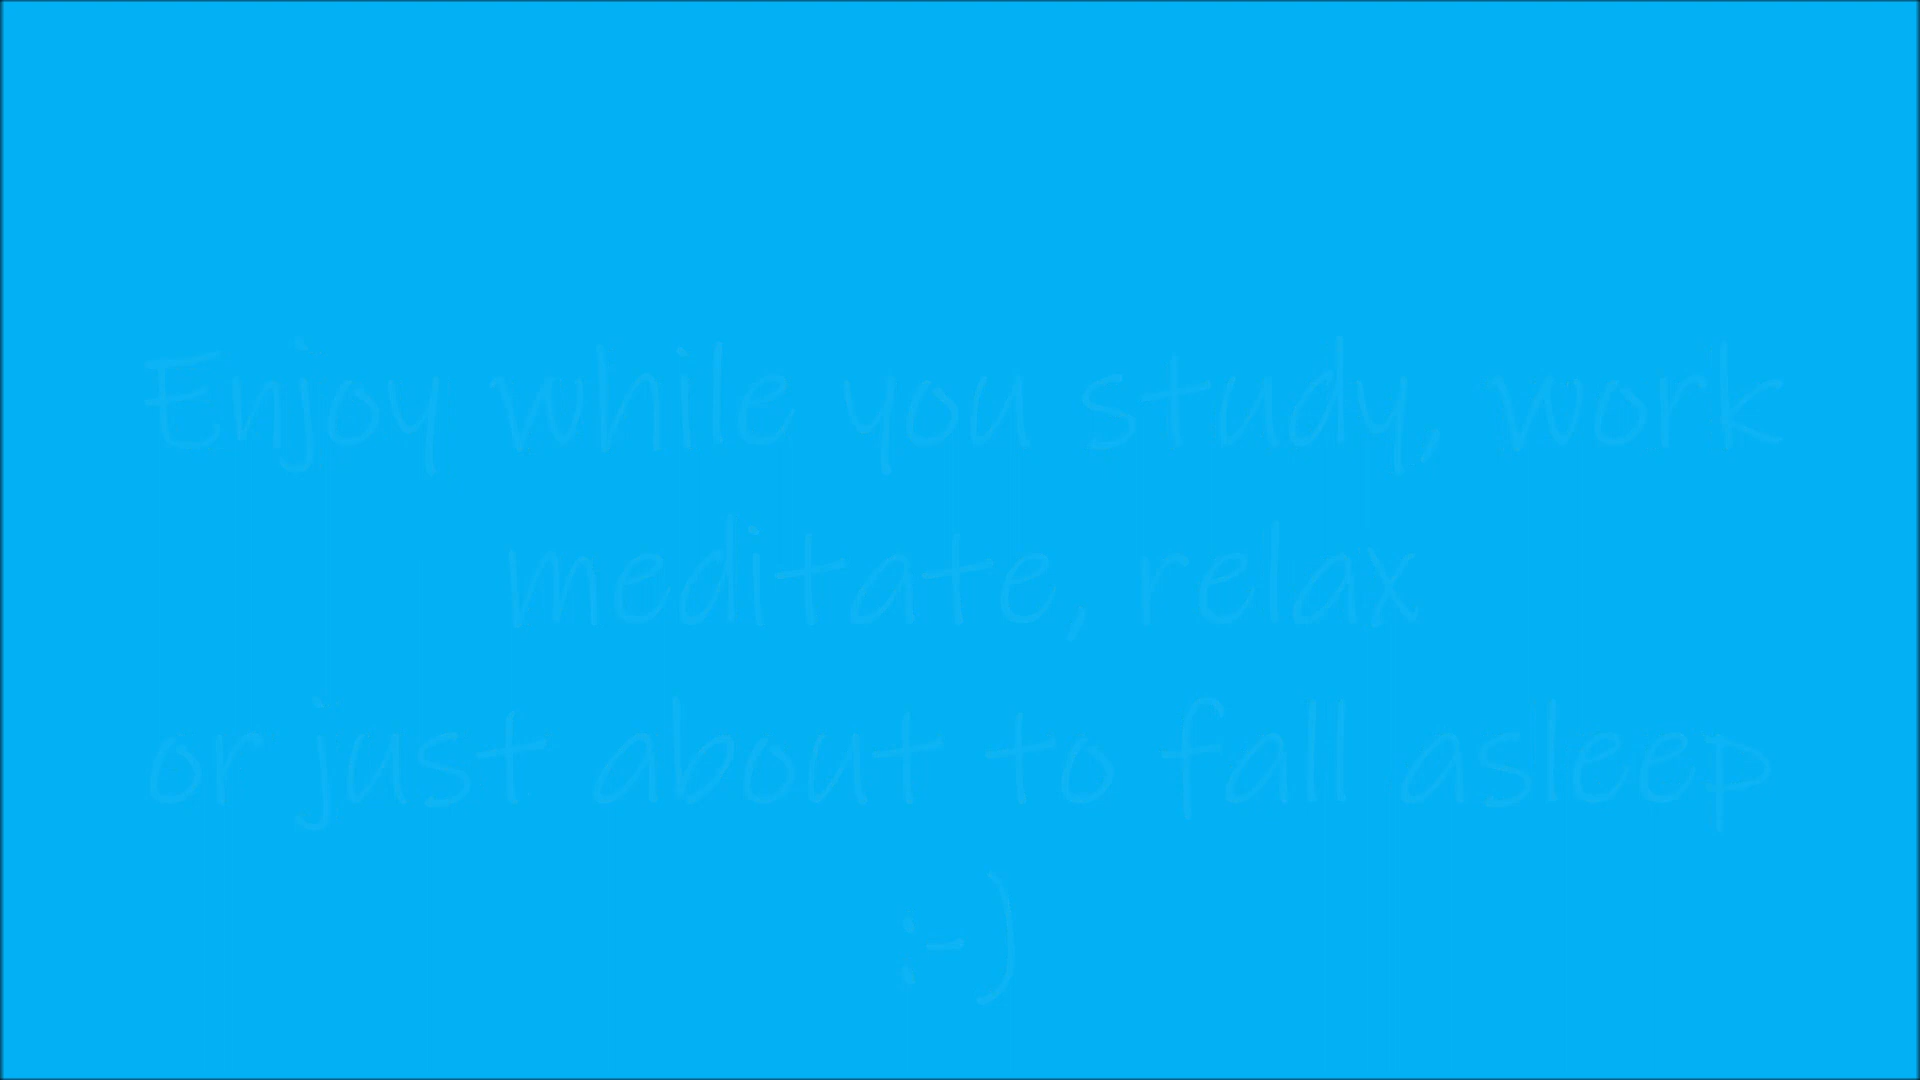 Enjoy while you study, work
meditate, relax
or just about to fall asleep
:-)